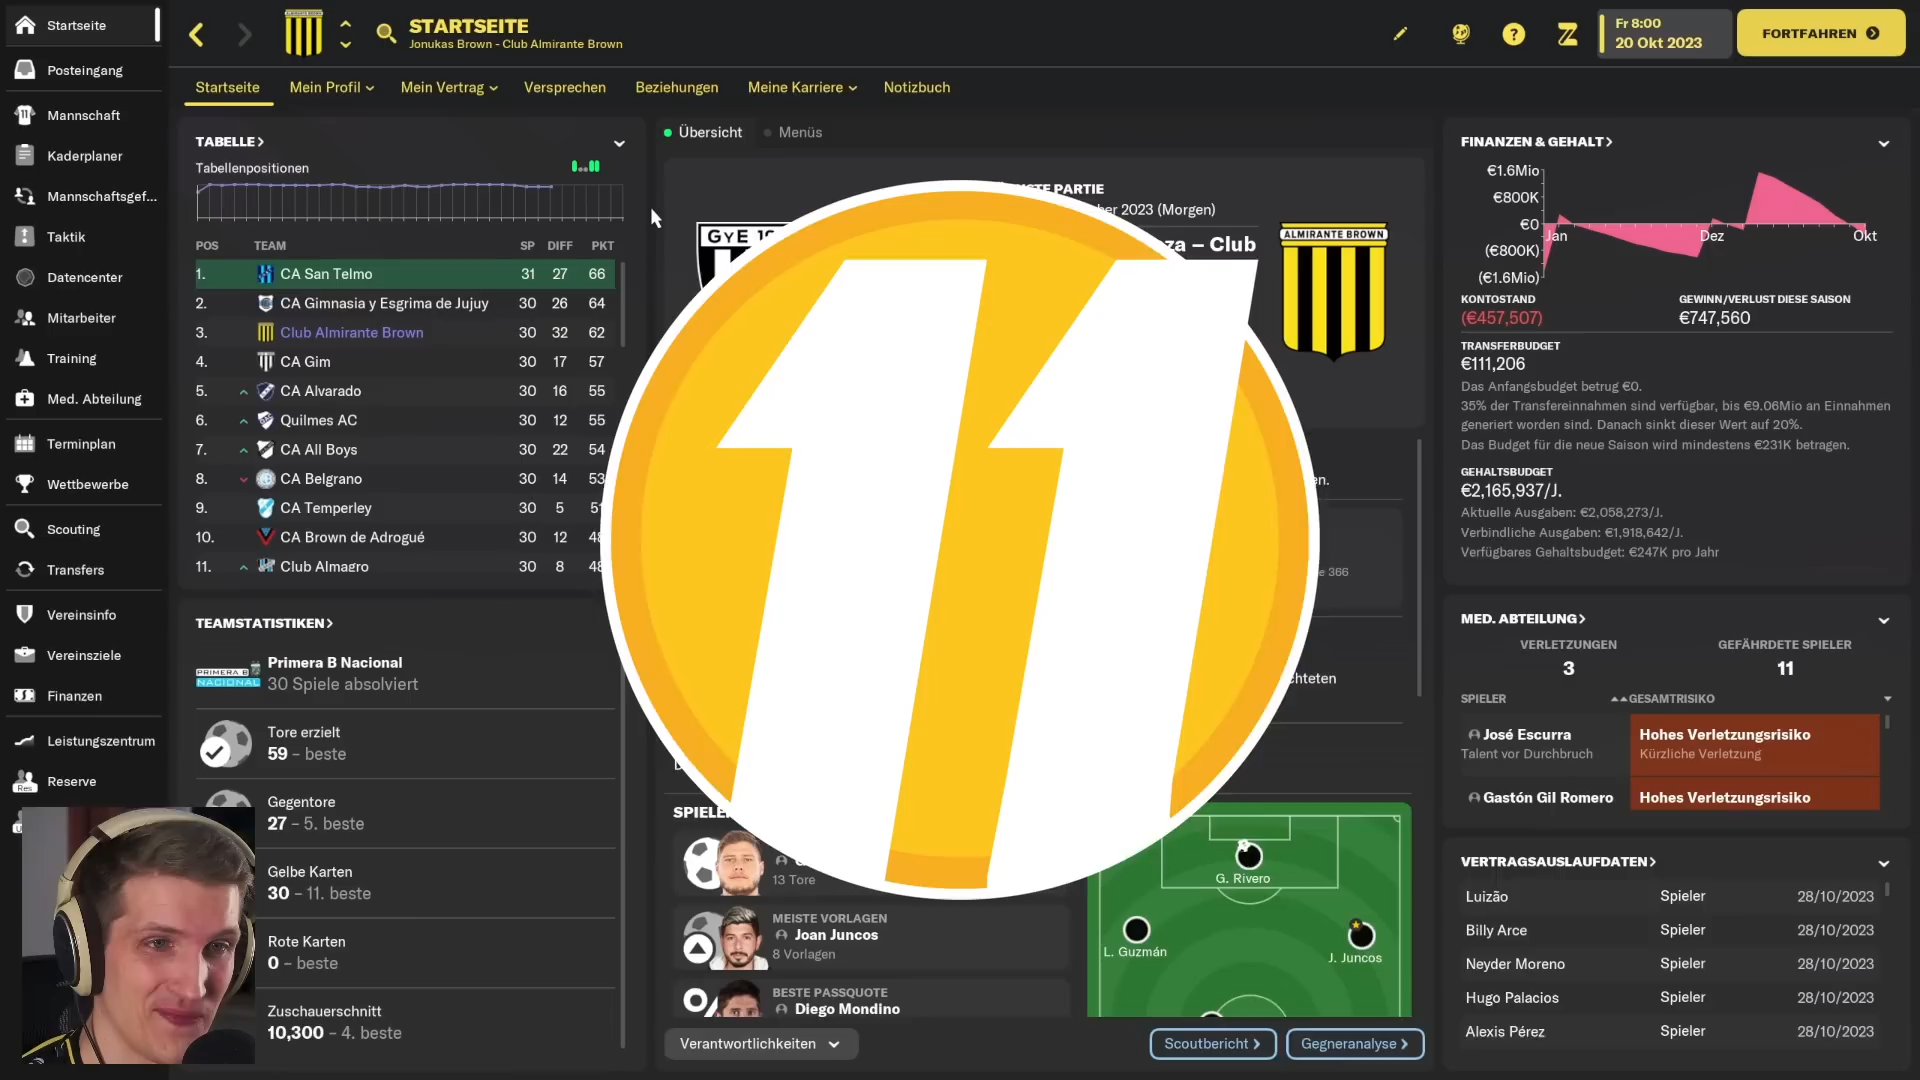 Startseite
Posteingang
Mannschaft
Kaderplaner
Mannschaftsgef...
Taktik
Datencenter
Mitarbeiter
Training
Med. Abteilung
Terminplan
Wettbewerbe
Scouting
Transfers
Vereinsinfo
Vereinsziele
Finanzen
Leistungszentrum
Reserve
Res
STARTSEITE
Jonukas Brown - Club Almirante Brown
Fr 8:00
20 Okt 2023
FORTFAHREN
Startseite Mein Profil Mein Vertrag Versprechen Beziehungen Meine Karriere Notizbuch
TABELLE
Tabellenpositionen
POS TEAM SP DIFF PKT
1. CA San Telmo 31 27 66
2. CA Gimnasia y Esgrima de Jujuy 30 26 64
3. Club Almirante Brown 30 32 62
4. CA Gim 30 17 57
5. CA Alvarado 30 16 55
6. Quilmes AC 30 12 55
7. CA All Boys 30 22 54
8. CA Belgrano 30 14 53
9. CA Temperley 30 5
10. CA Brown de Adrogué 30 12
11. Club Almagro 30 8
TEAMSTATISTIKEN
PRIMERA B
NACIONAL
Primera B Nacional
30 Spiele absolviert
Tore erzielt
59 – beste
Gegentore
27 – 5. beste
Gelbe Karten
30 – 11. beste
Rote Karten
0 – beste
Zuschauerschnitt
10,300 – 4. beste
Übersicht Menüs
PARTIE
2023 (Morgen)
– Club
ALMIRANTE BROWN
11
366
13 Tore
MEISTE VORLAGEN
Joan Juncos
8 Vorlagen
BESTE PASSQUOTE
Diego Mondino
G. Rivero
L. Guzmán
J. Juncos
Verantwortlichkeiten
Scoutbericht
Gegneranalyse
FINANZEN & GEHALT
€1.6Mio
€800K
€0
(€800K)
(€1.6Mio)
Jan Dez Okt
KONTOSTAND
(€457,507)
GEWINN/VERLUST DIESE SAISON
€747,560
TRANSFERBUDGET
€111,206
Das Anfangsbudget betrug €0.
35% der Transfereinnahmen sind verfügbar, bis €9.06Mio an Einnahmen
generiert worden sind. Danach sinkt dieser Wert auf 20%.
Das Budget für die neue Saison wird mindestens €231K betragen.
GEHALTSBUDGET
€2,165,937/J.
Aktuelle Ausgaben: €2,058,273/J.
Verbindliche Ausgaben: €1,918,642/J.
Verfügbares Gehaltsbudget: €247K pro Jahr
MED. ABTEILUNG
VERLETZUNGEN
3
GEFÄHRDETE SPIELER
11
SPIELER GESAMTRISIKO
José Escurra
Talent vor Durchbruch
Hohes Verletzungsrisiko
Kürzliche Verletzung
Gastón Gil Romero
Hohes Verletzungsrisiko
VERTRAGSAUSLAUFDATEN
Luizão Spieler 28/10/2023
Billy Arce Spieler 28/10/2023
Neyder Moreno Spieler 28/10/2023
Hugo Palacios Spieler 28/10/2023
Alexis Pérez Spieler 28/10/2023